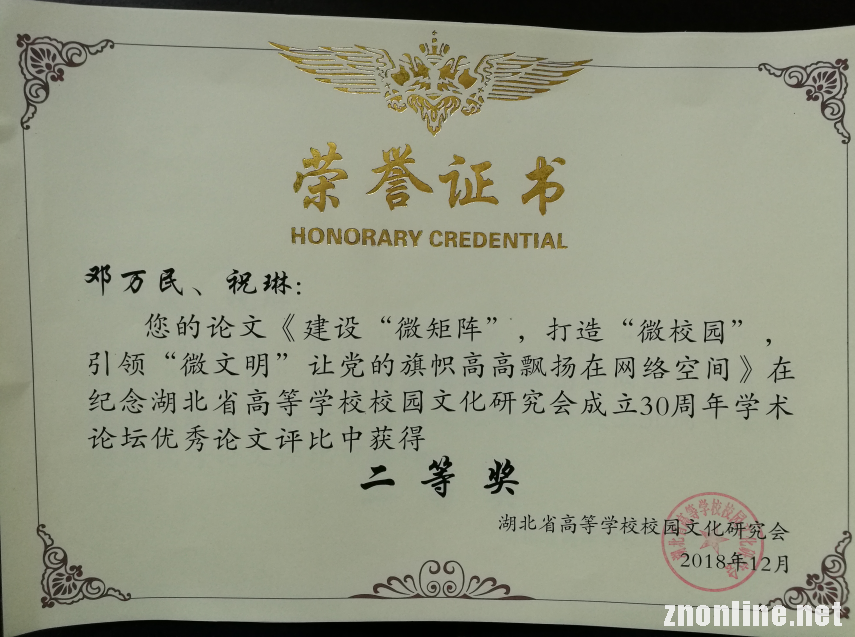 荣誉证书
HONORARY CREDENTIAL
邓万民、祝琳:
您的论文《建设“微矩阵”,打造“微校园”,
引领“微文明”让党的旗帜高高飘扬在网络空间》在
纪念湖北省高等学校校园文化研究会成立30周年学术
论坛优秀论文评比中获得
二等奖
湖北省高等学校校园文化研究会
2018年12月
znonline.net